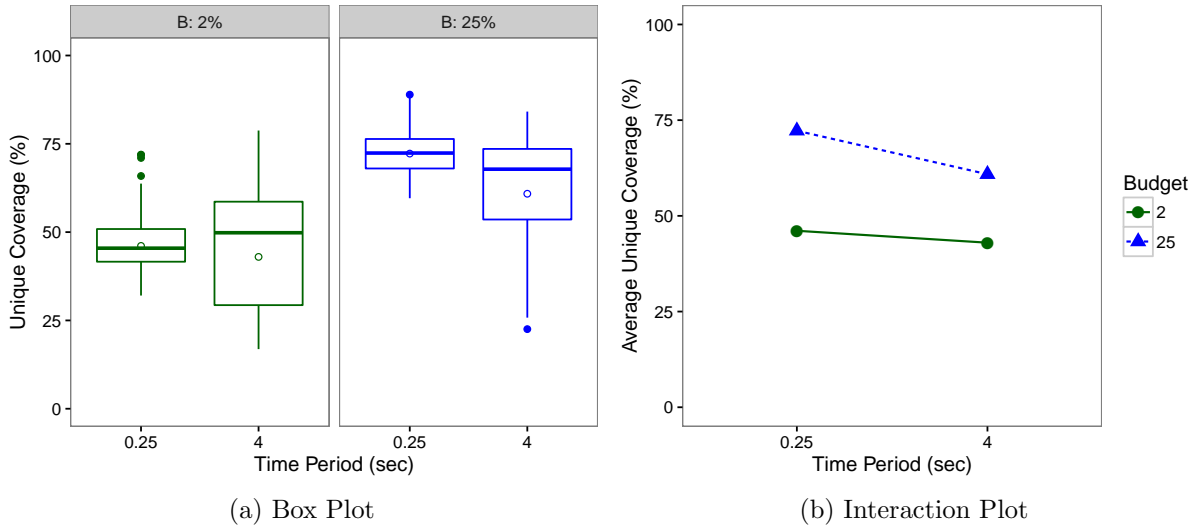 B: 2%
B: 25%
Unique Coverage (%)
100
75
50
25
0
0.25
4
0.25
4
Time Period (sec)
(a) Box Plot
Average Unique Coverage (%)
100
75
50
25
0
0.25
4
Time Period (sec)
Budget
2
25
(b) Interaction Plot